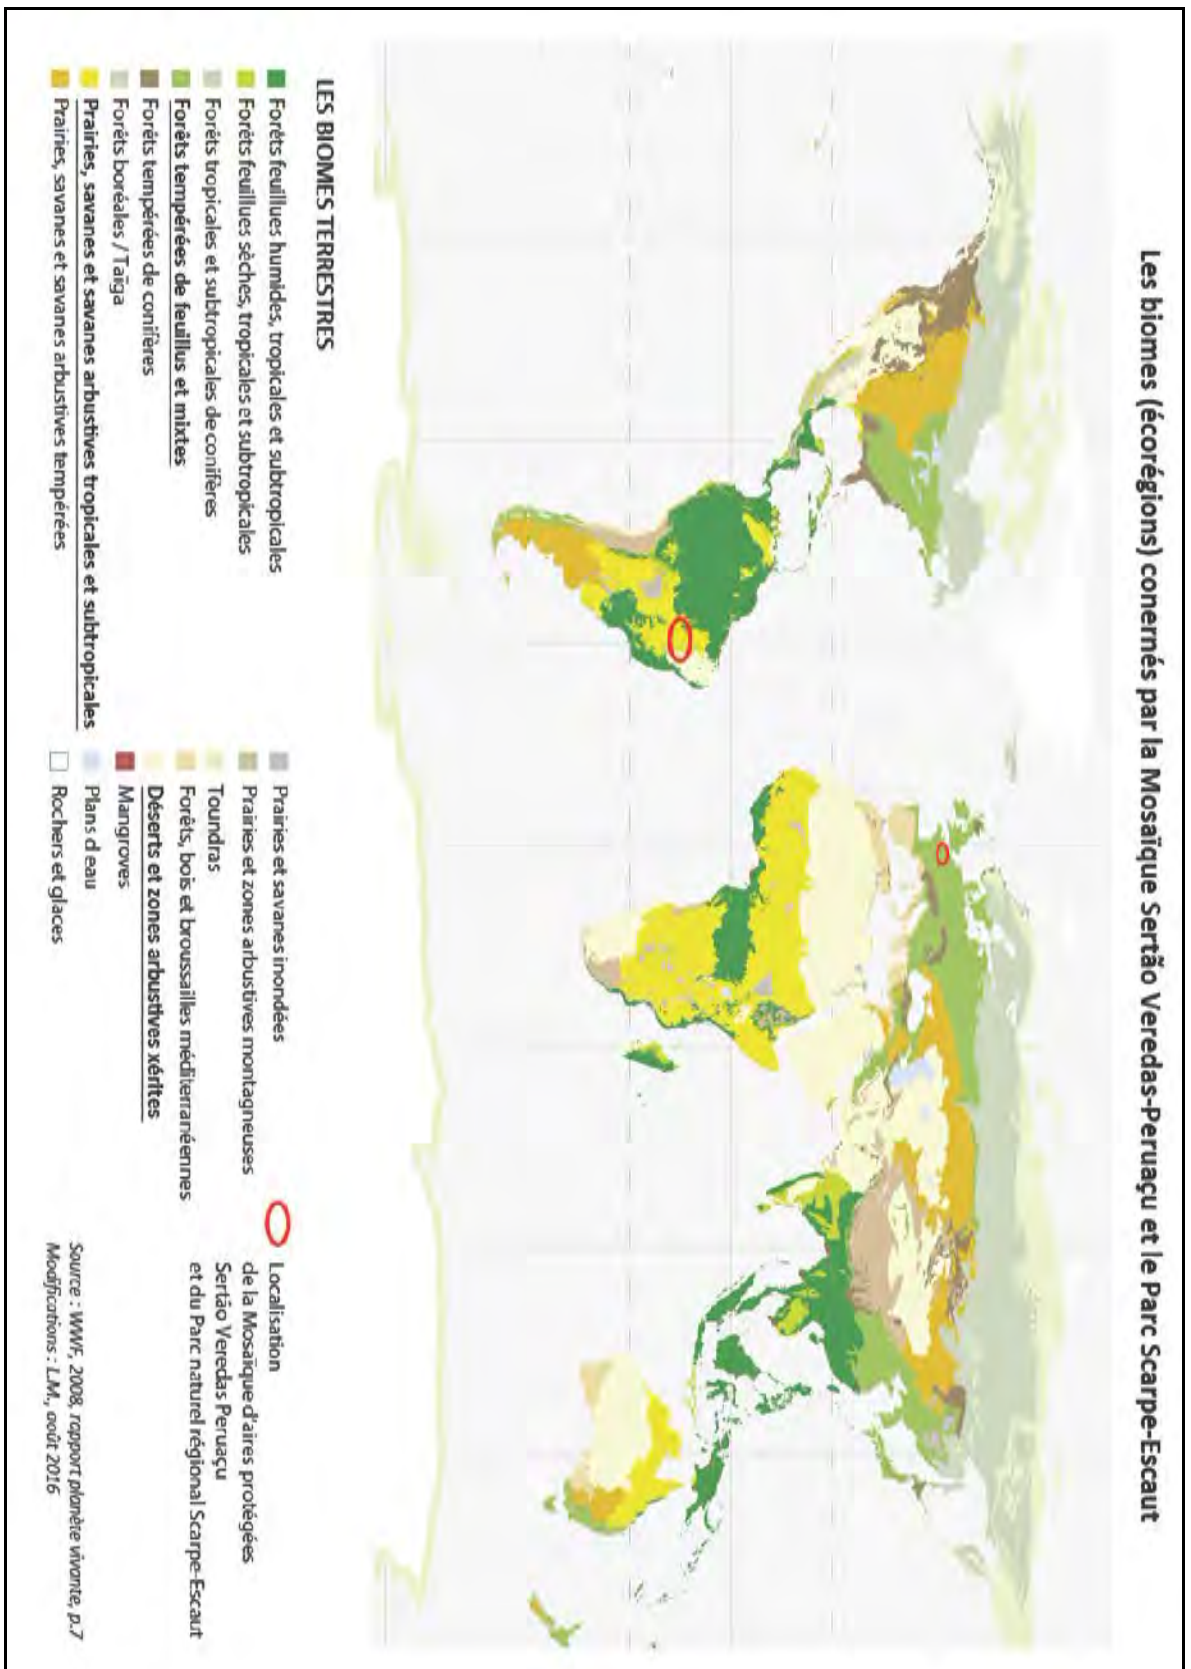 Les biomes (écorégions) conernés par la Mosaïque Sertão Veredas-Peruaçu et le Parc Scarpe-Escaut
LES BIOMES TERRESTRES
Forêts feuillues humides, tropicales et subtropicales
Forêts feuillues sèches, tropicales et subtropicales
Forêts tropicales et subtropicales de conifères
Forêts tempérées de feuillus et mixtes
Forêts tempérées de conifères
Forêts boréales / Taïga
Prairies, savanes et savanes arbustives tropicales et subtropicales
Prairies, savanes et savanes arbustives tempérées
Prairies et savanes inondées
Prairies et zones arbustives montagneuses
Toundras
Forêts, bois et broussailles méditerranéennes
Déserts et zones arbustives xérites
Mangroves
Plans d eau
Rochers et glaces
Localisation
de la Mosaïque d'aires protégées
Sertão Veredas Peruaçu
et du Parc naturel régional Scarpe-Escaut
Source : WWF, 2008, rapport planète vivante, p.7
Modifications : L.M., août 2016